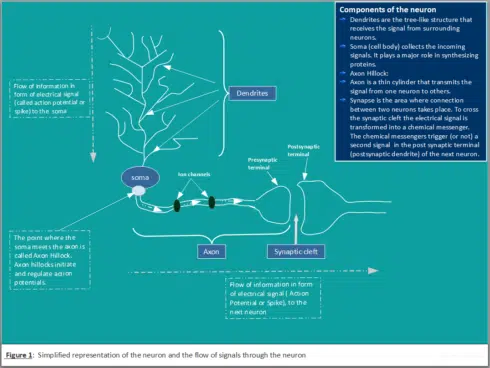 Components of the neuron
Dendrites are the tree-like structure that
receives the signal from surrounding
neurons.
Soma (cell body) collects the incoming
signals. It plays a major role in synthesizing
proteins.
Axon Hillock:
Axon is a thin cylinder that transmits the
signal from one neuron to others.
Synapse is the area where connection
between two neurons takes place. To cross
the synaptic cleft the electrical signal is
transformed into a chemical messenger.
The chemical messengers trigger (or not) a
second signal in the post synaptic terminal
(postsynaptic dendrite) of the next neuron.
Flow of information in
form of electrical signal
(called action potential or
spike) to the soma
Dendrites
Postsynaptic
terminal
Presynaptic
terminal
soma
Ion channels
The point where the
soma meets the axon is
called Axon Hillock.
Axon hillocks initiate
and regulate action
potentials.
Axon
Synaptic cleft
Flow of information in form
of electrical signal ( Action
Potential or Spike), to the
next neuron
Figure 1: Simplified representation of the neuron and the flow of signals through the neuron